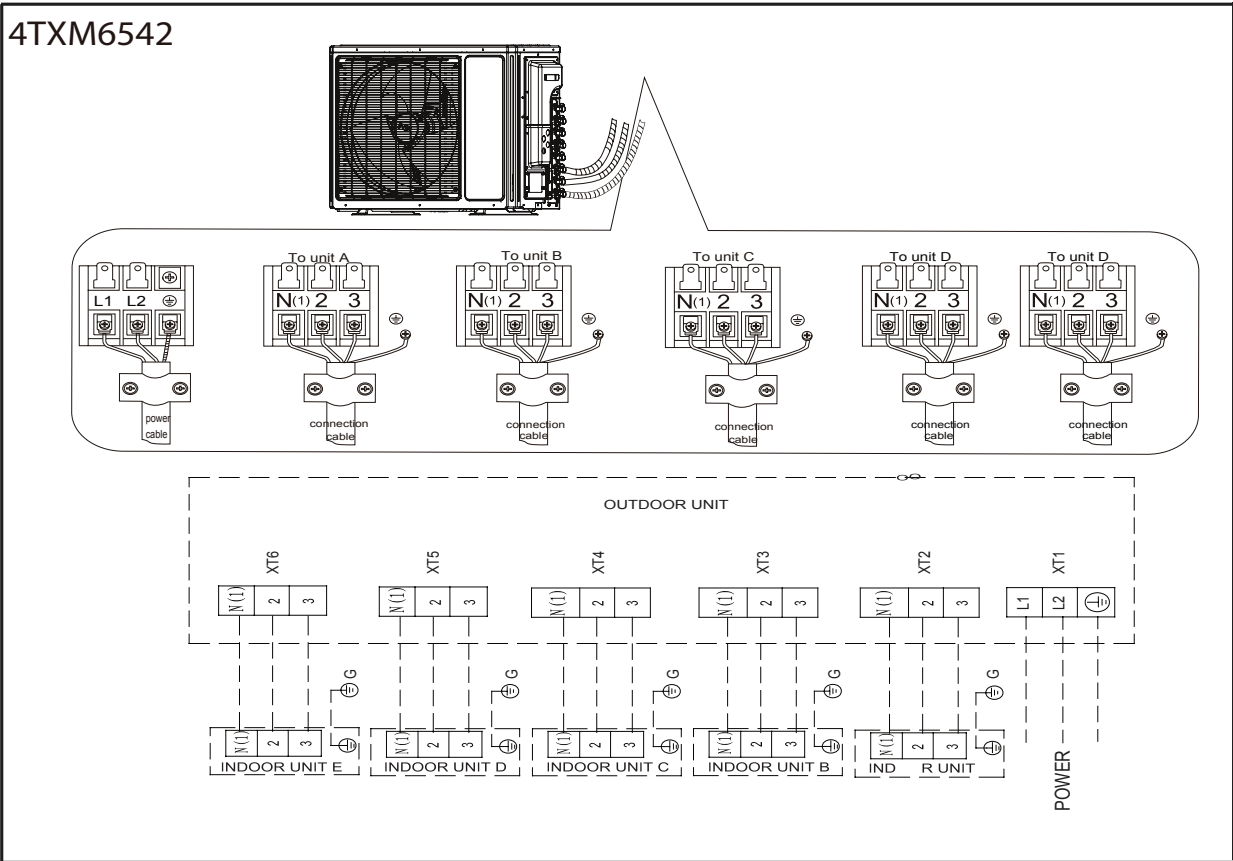 4TXM6542
To unit A
To unit B
To unit C
To unit D
To unit D
L1 L2
N(1) 2 3
N(1) 2 3
N(1) 2 3
N(1) 2 3
N(1) 2 3
power
cable
connection
cable
connection
cable
connection
cable
connection
cable
connection
cable
OUTDOOR UNIT
XT6
XT5
XT4
XT3
XT2
XT1
N(1) 2 3
N(1) 2 3
N(1) 2 3
N(1) 2 3
N(1) 2 3
L1 L2
G
G
G
G
G
N(1) 2 3
N(1) 2 3
N(1) 2 3
N(1) 2 3
N(1) 2 3
INDOOR UNIT E
INDOOR UNIT D
INDOOR UNIT C
INDOOR UNIT B
IND R UNIT
POWER